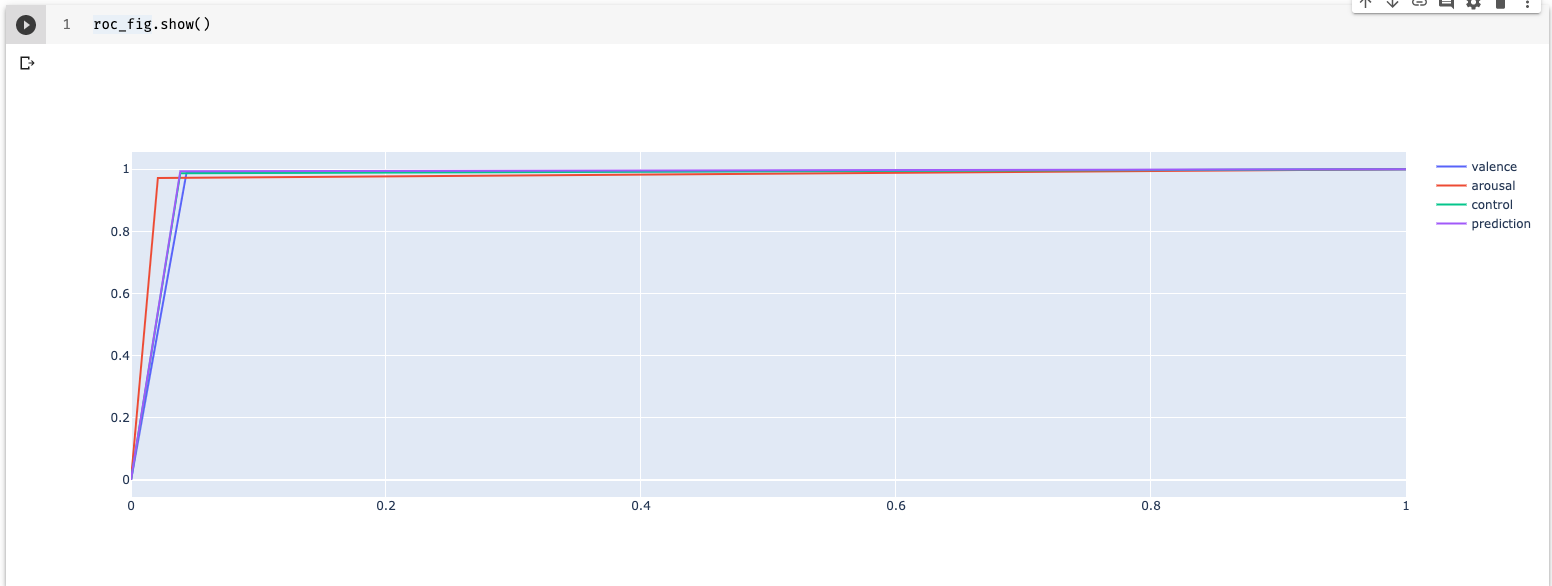 1 roc_fig.show()
1
0.8
0.6
0.4
0.2
0
0 0.2 0.4 0.6 0.8 1
valence
arousal
control
prediction